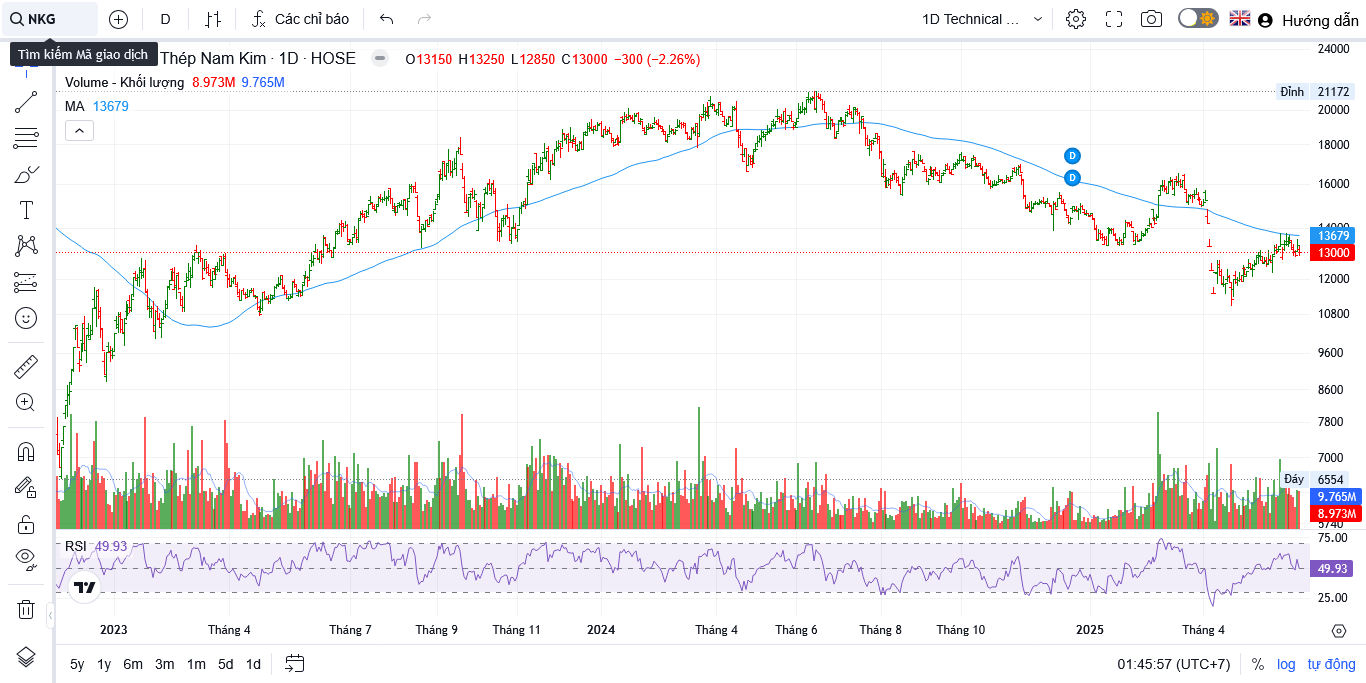 NKG
D
Các chỉ báo
1D Technical ...
Hướng dẫn
Tìm kiếm Mã giao dịch
Thép Nam Kim · 1D · HOSE
O13150 H13250 L12850 C13000 −300 (−2.26%)
Volume - Khối lượng 8.973M 9.765M
MA 13679
24000
Đỉnh 21172
20000
18000
D
16000
D
13679
13000
12000
10800
9600
8600
7800
7000
Đáy 6554
9.765M
8.973M
5740
RSI 49.93
75.00
49.93
25.00
2023 Tháng 4 Tháng 7 Tháng 9 Tháng 11 2024 Tháng 4 Tháng 6 Tháng 8 Tháng 10 2025 Tháng 4
5y 1y 6m 3m 1m 5d 1d
01:45:57 (UTC+7) % log tự động